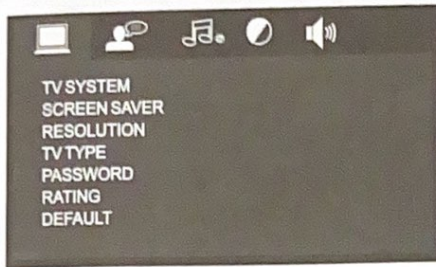 TV SYSTEM
SCREEN SAVER
RESOLUTION
TV TYPE
PASSWORD
RATING
DEFAULT